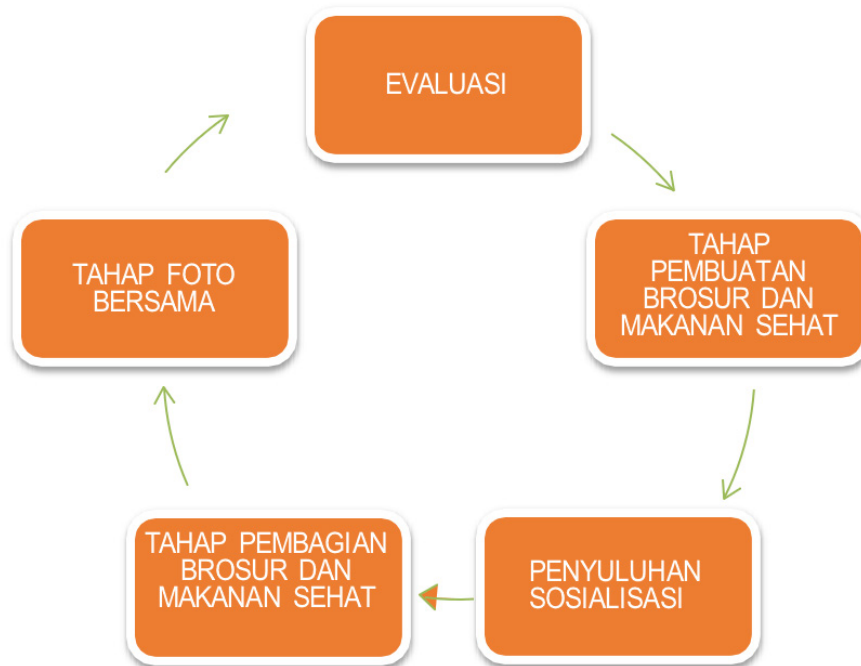 EVALUASI
TAHAP
PEMBUATAN
BROSUR DAN
MAKANAN SEHAT
TAHAP FOTO
BERSAMA
TAHAP PEMBAGIAN
BROSUR DAN
MAKANAN SEHAT
PENYULUHAN
SOSIALISASI